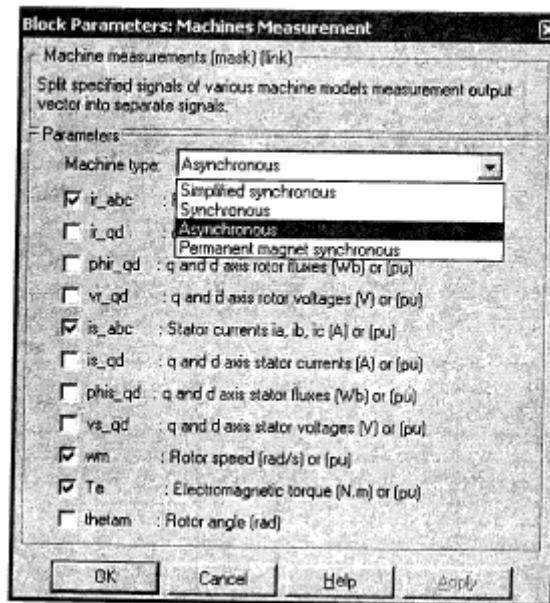 Block Parameters: Machines Measurement
Machine measurements (mask) (link)
Split specified signals of various machine models measurement output
vector into separate signals.
Parameters
Machine type: Asynchronous
Simplified synchronous
Synchronous
Asynchronous
Permanent magnet synchronous
ir_abc :
ir_qd
phir_qd : q and d axis rotor fluxes (Wb) or (pu)
vr_qd : q and d axis rotor voltages (V) or (pu)
is_abc : Stator currents ia, ib, ic (A) or (pu)
is_qd : q and d axis stator currents (A) or (pu)
phis_qd : q and d axis stator fluxes (Wb) or (pu)
vs_qd : q and d axis stator voltages (V) or (pu)
wm : Rotor speed (rad/s) or (pu)
Te : Electromagnetic torque (N.m) or (pu)
thetam : Rotor angle (rad)
OK Cancel Help Apply